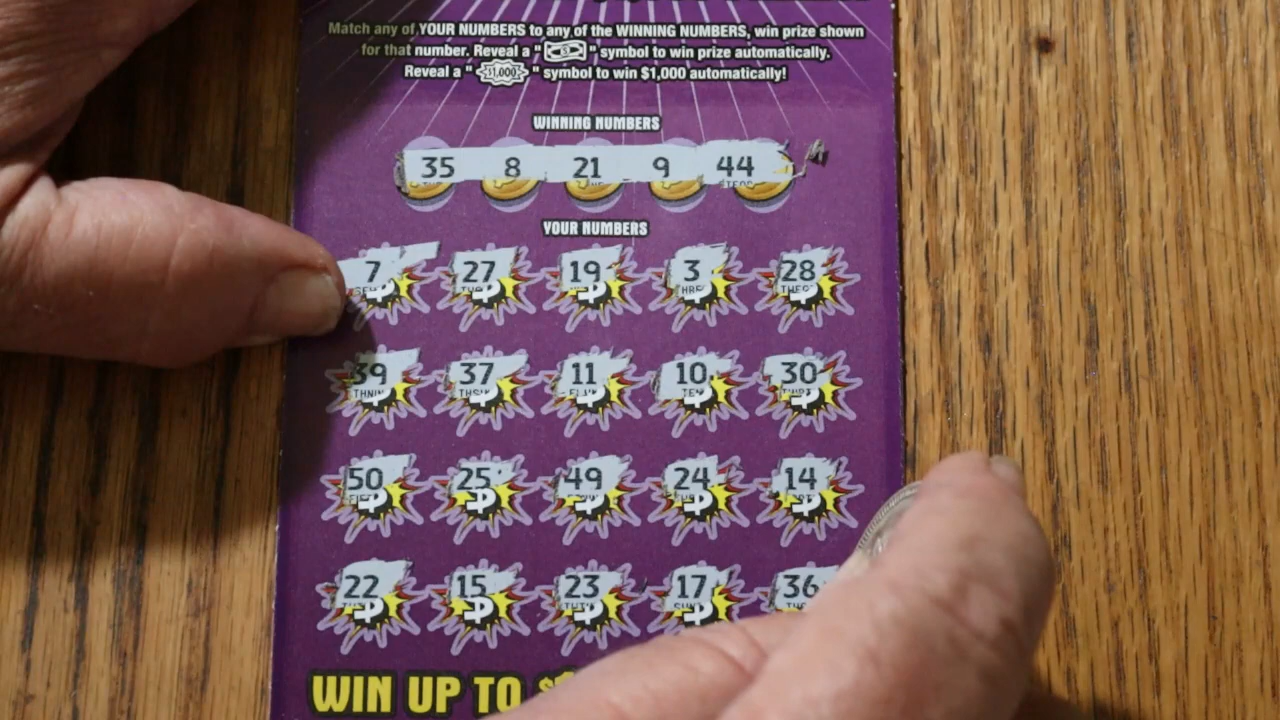 Match any of YOUR NUMBERS to any of the WINNING NUMBERS, win prize shown
for that number. Reveal a " " symbol to win prize automatically.
Reveal a " $1,000 " symbol to win $1,000 automatically!
WINNING NUMBERS
35 8 21 9 44
YOUR NUMBERS
7 27 19 3 28
39 37 11 10 30
50 25 49 24 14
22 15 23 17 36
WIN UP TO